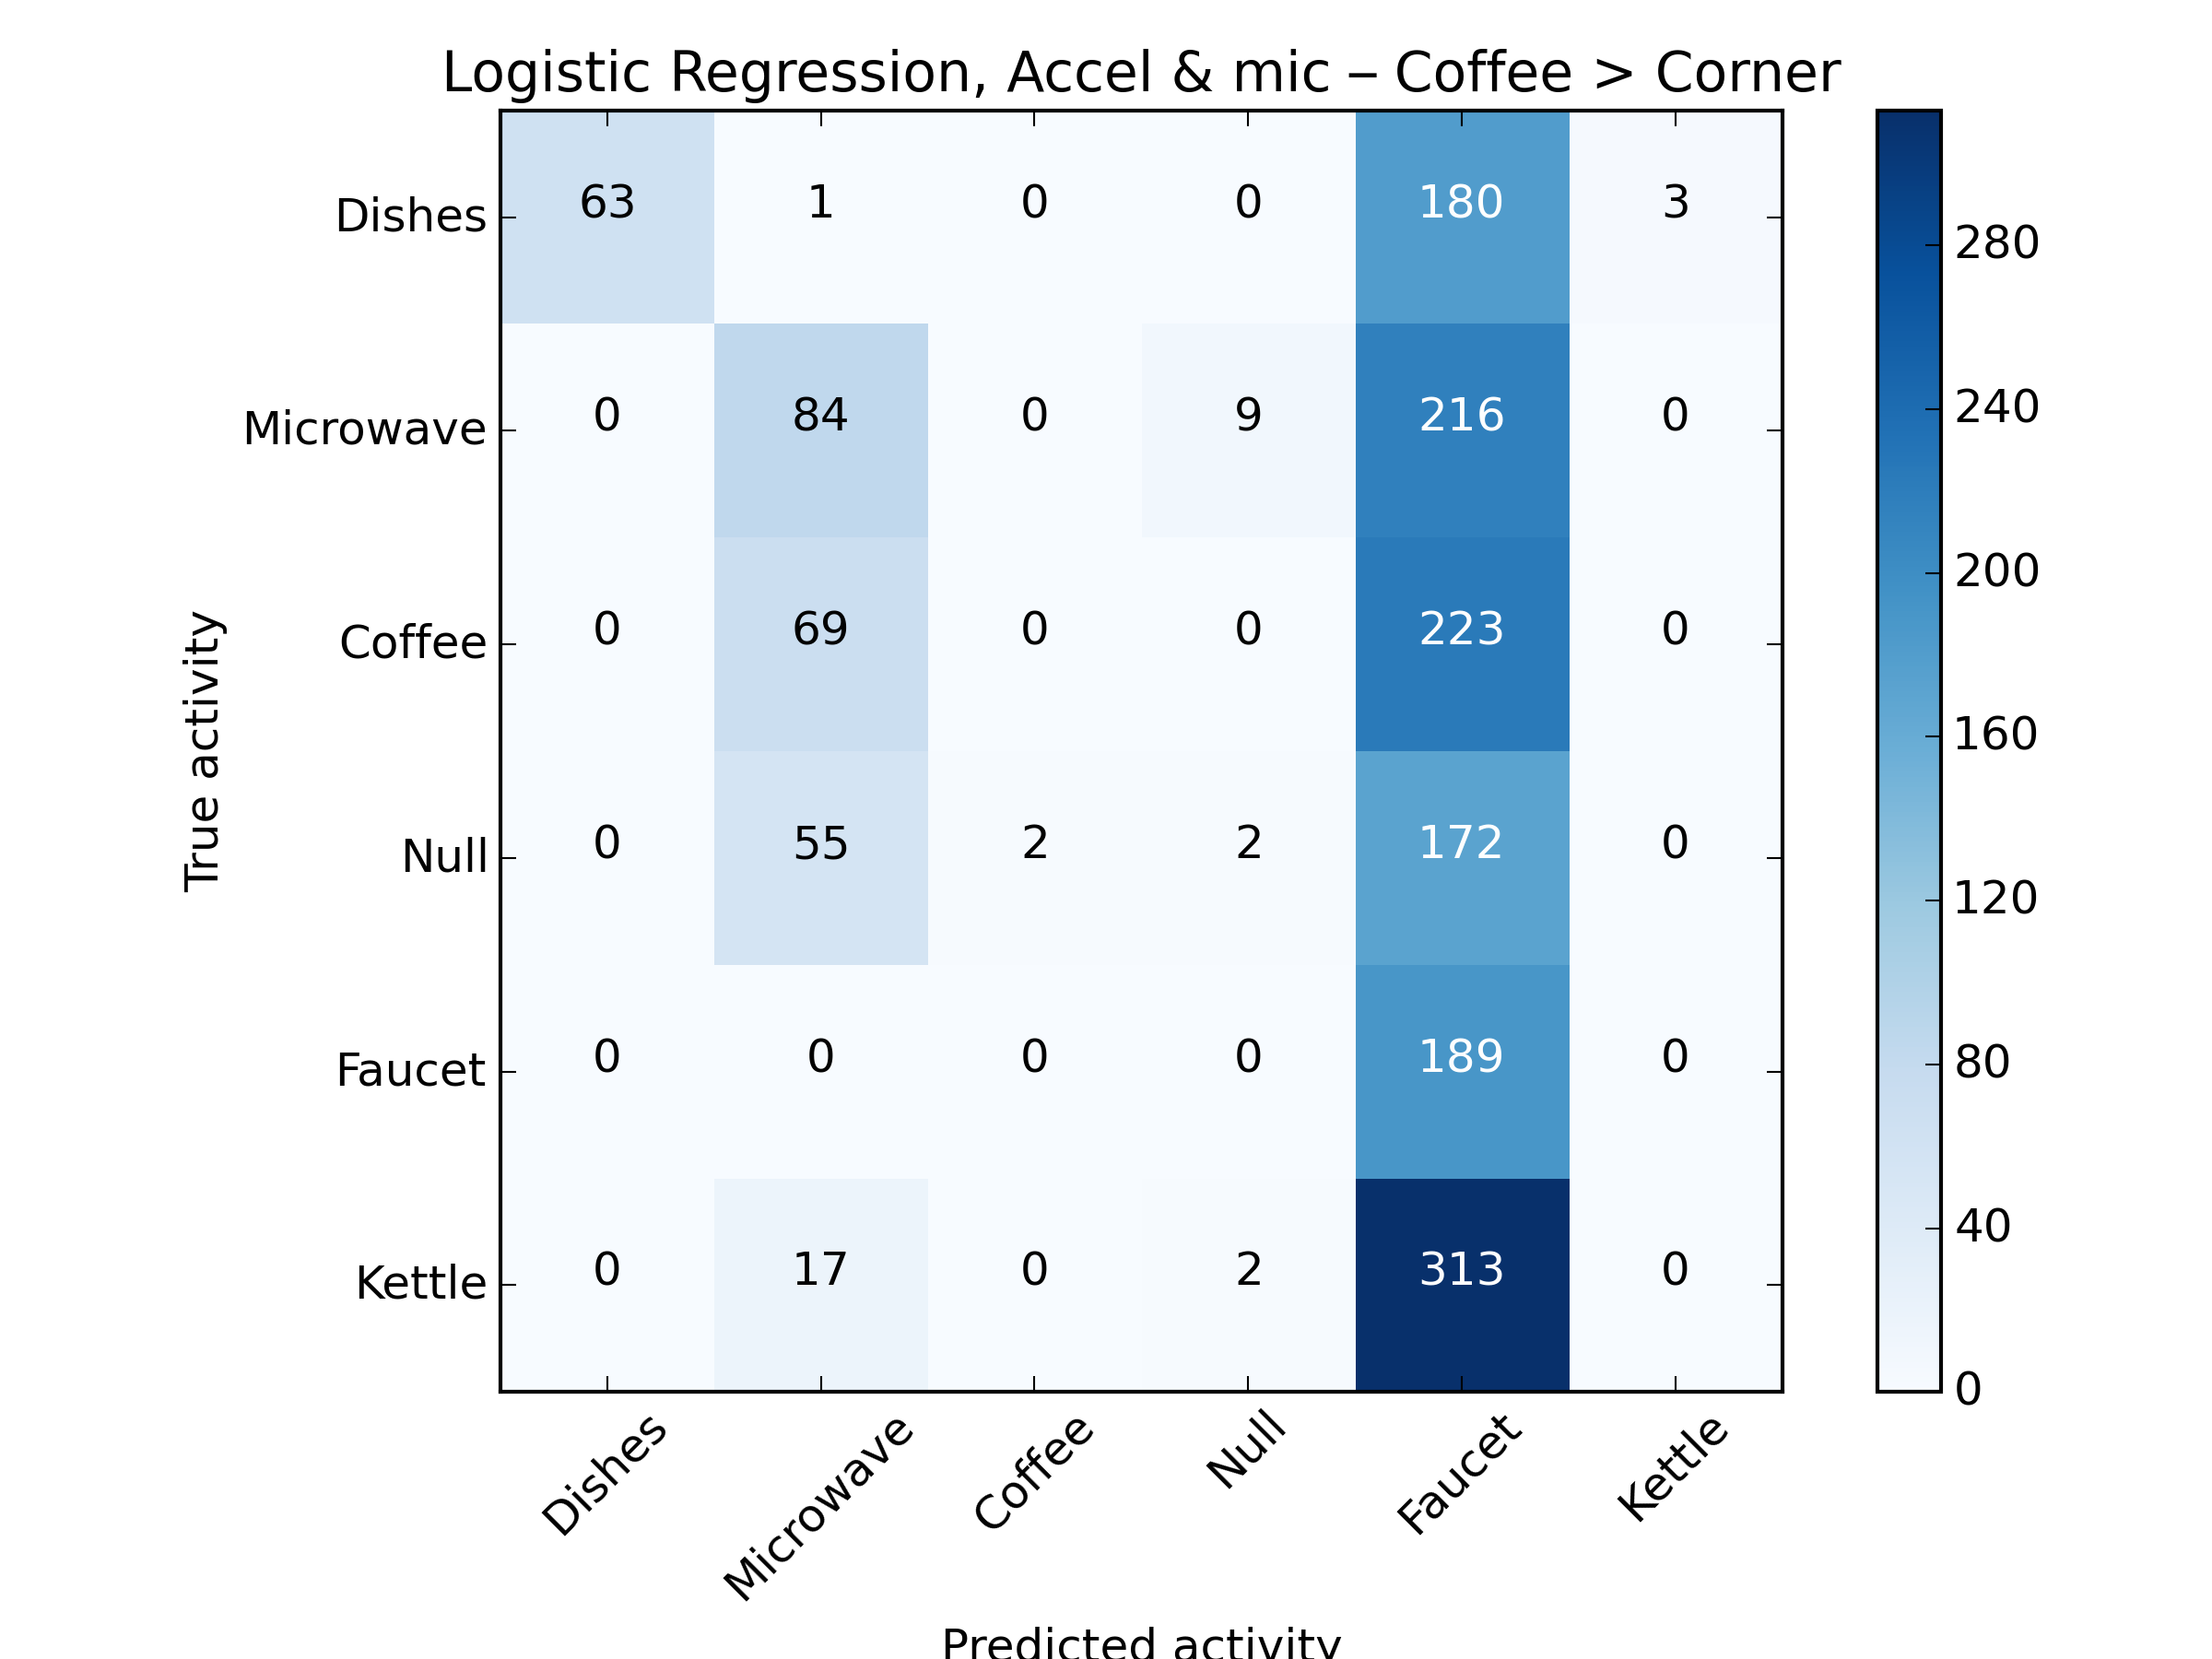 Logistic Regression, Accel & mic – Coffee > Corner
Dishes 63 1 0 0 180 3
Microwave 0 84 0 9 216 0
Coffee 0 69 0 0 223 0
Null 0 55 2 2 172 0
Faucet 0 0 0 0 189 0
Kettle 0 17 0 2 313 0
True activity
Dishes Microwave Coffee Null Faucet Kettle
Predicted activity
280
240
200
160
120
80
40
0